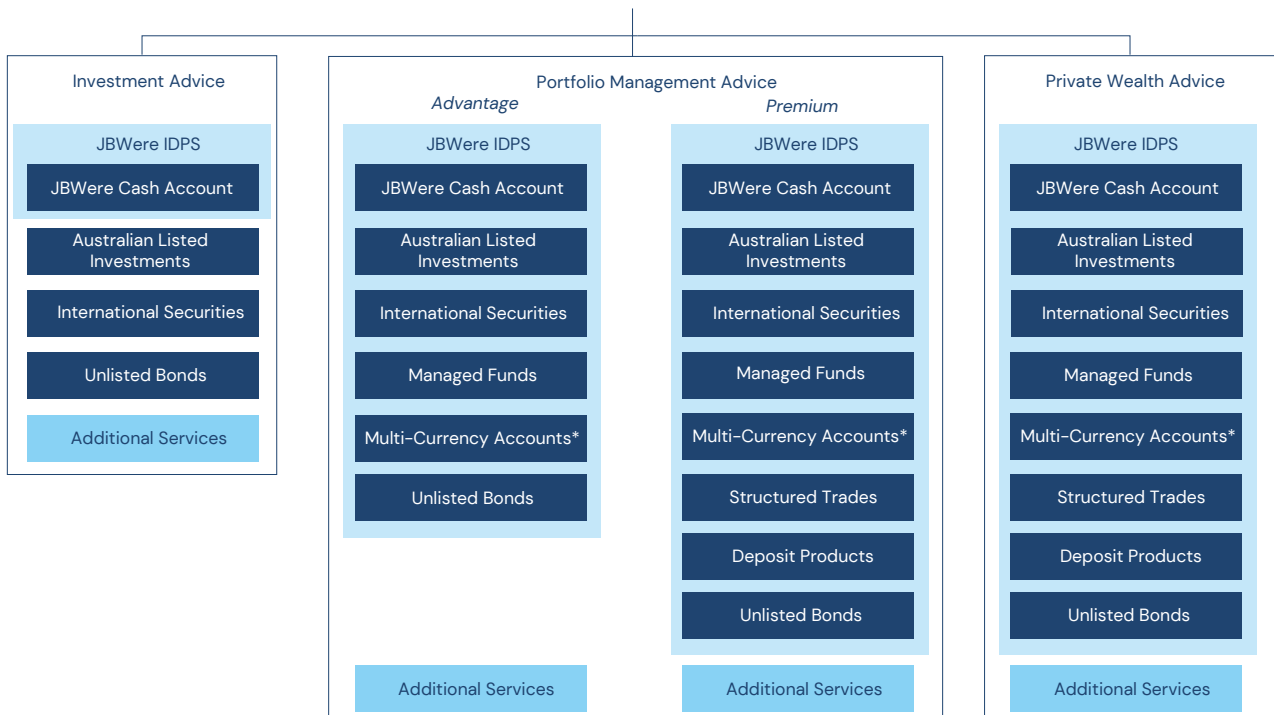 Investment Advice
JBWere IDPS
JBWere Cash Account
Australian Listed
Investments
International Securities
Unlisted Bonds
Additional Services
Portfolio Management Advice
Advantage
JBWere IDPS
JBWere Cash Account
Australian Listed
Investments
International Securities
Managed Funds
Multi-Currency Accounts*
Unlisted Bonds
Additional Services
Premium
JBWere IDPS
JBWere Cash Account
Australian Listed
Investments
International Securities
Managed Funds
Multi-Currency Accounts*
Structured Trades
Deposit Products
Unlisted Bonds
Additional Services
Private Wealth Advice
JBWere IDPS
JBWere Cash Account
Australian Listed
Investments
International Securities
Managed Funds
Multi-Currency Accounts*
Structured Trades
Deposit Products
Unlisted Bonds
Additional Services